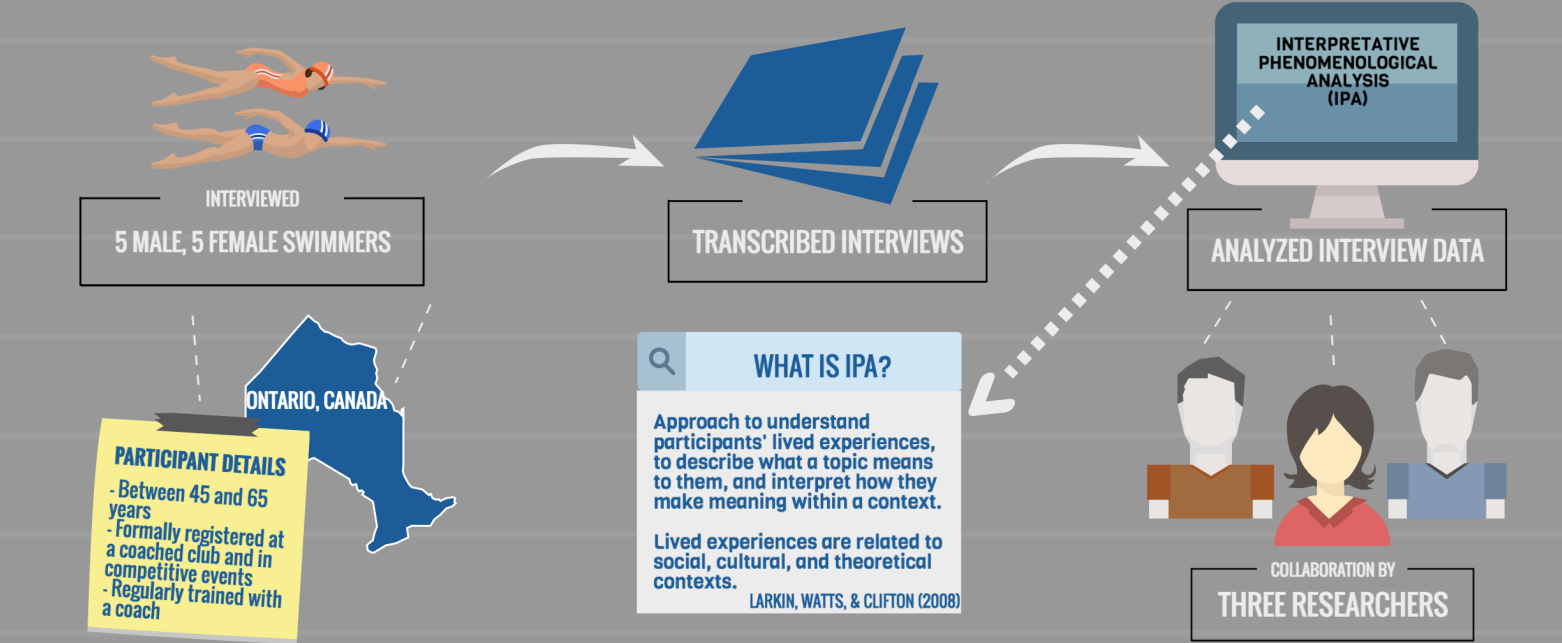 INTERVIEWED
5 MALE, 5 FEMALE SWIMMERS
TRANSCRIBED INTERVIEWS
INTERPRETATIVE
PHENOMENOLOGICAL
ANALYSIS
(IPA)
ANALYZED INTERVIEW DATA
ONTARIO, CANADA
PARTICIPANT DETAILS
- Between 45 and 65
years
- Formally registered at
a coached club and in
competitive events
- Regularly trained with
a coach
WHAT IS IPA?
Approach to understand
participants' lived experiences,
to describe what a topic means
to them, and interpret how they
make meaning within a context.
Lived experiences are related to
social, cultural, and theoretical
contexts.
LARKIN, WATTS, & CLIFTON (2008)
COLLABORATION BY
THREE RESEARCHERS